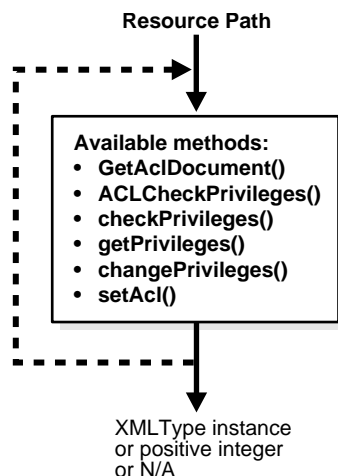 Resource Path
Available methods:
• GetAclDocument()
• ACLCheckPrivileges()
• checkPrivileges()
• getPrivileges()
• changePrivileges()
• setAcl()
XMLType instance
or positive integer
or N/A